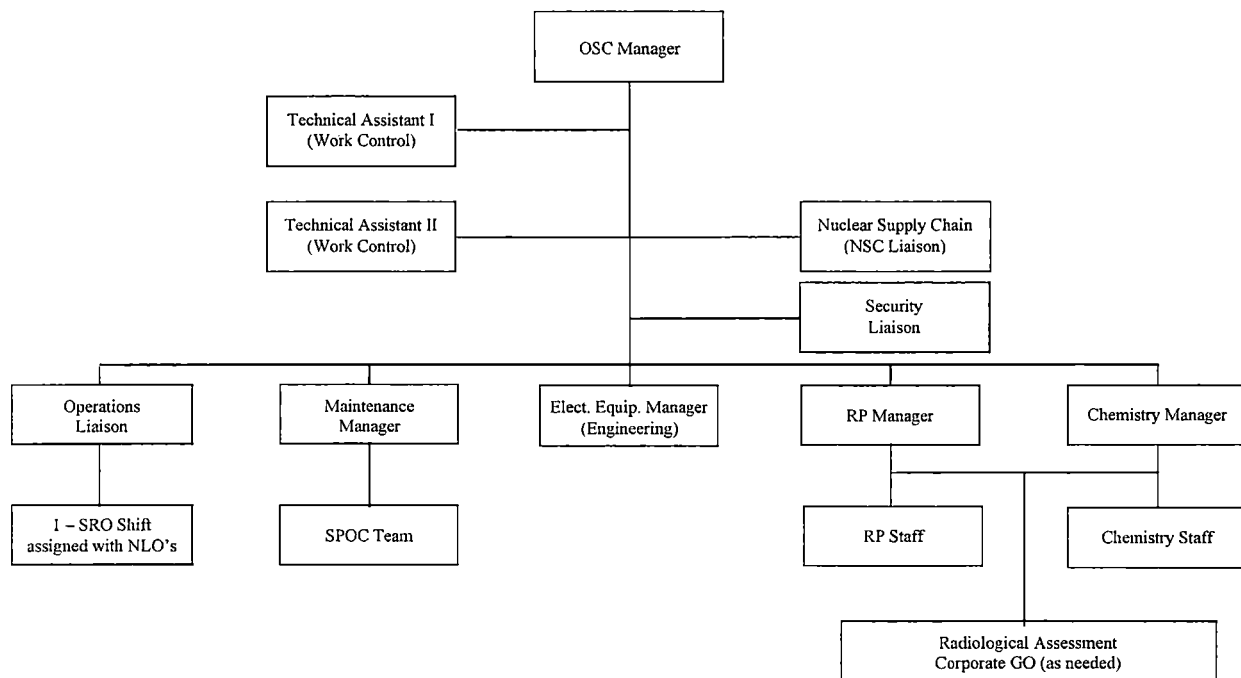 OSC Manager
Technical Assistant I
(Work Control)
Technical Assistant II
(Work Control)
Nuclear Supply Chain
(NSC Liaison)
Security
Liaison
Operations
Liaison
Maintenance
Manager
Elect. Equip. Manager
(Engineering)
RP Manager
Chemistry Manager
1 – SRO Shift
assigned with NLO's
SPOC Team
RP Staff
Chemistry Staff
Radiological Assessment
Corporate GO (as needed)